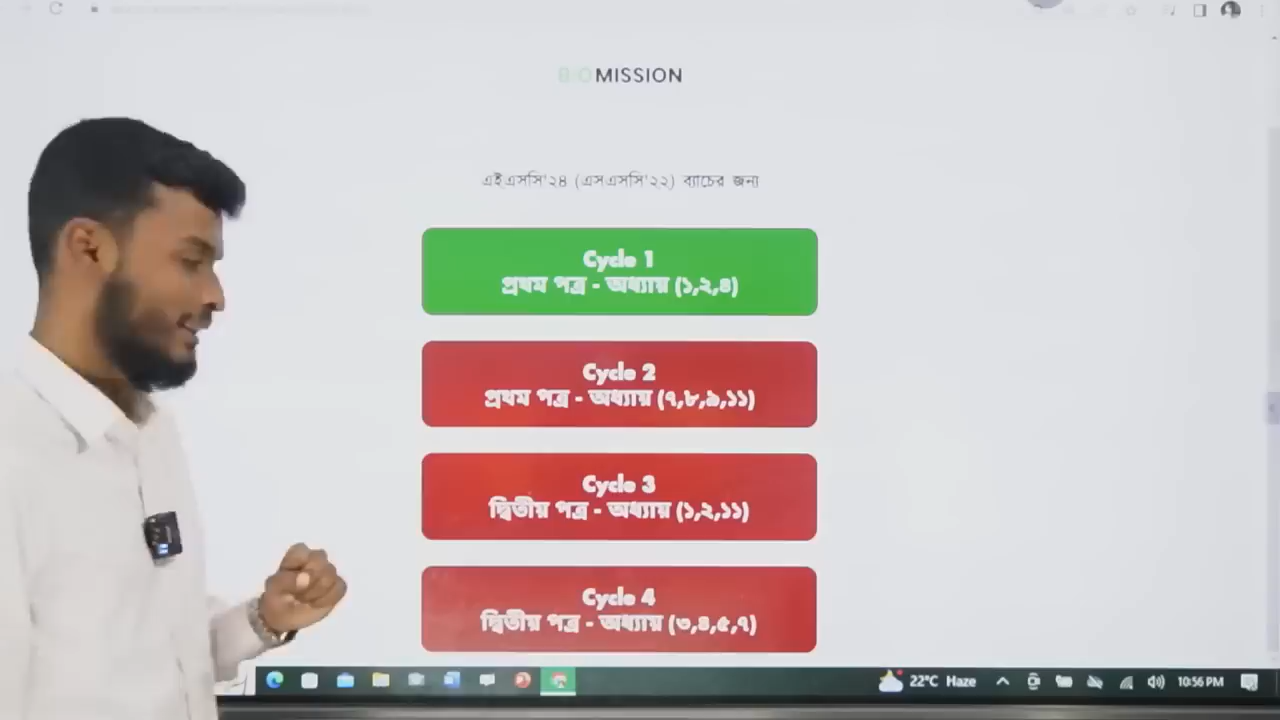 BIOMISSION
এইএসসি'২৪ (এসএসসি'২২) ব্যাচের জন্য
Cycle 1
প্রথম পত্র - অধ্যায় (১,২,৪)
Cycle 2
প্রথম পত্র - অধ্যায় (৭,৮,৯,১১)
Cycle 3
দ্বিতীয় পত্র - অধ্যায় (১,২,১১)
Cycle 4
দ্বিতীয় পত্র - অধ্যায় (৩,৪,৫,৭)
22°C Haze
10:56 PM